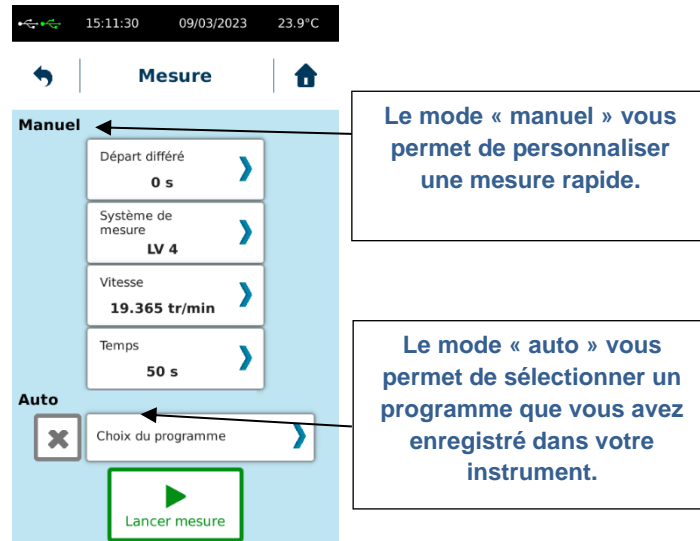 15:11:30 09/03/2023 23.9°C
Mesure
Manuel
Départ différé
0 s
Système de
mesure
LV 4
Vitesse
19.365 tr/min
Temps
50 s
Auto
Choix du programme
Lancer mesure
Le mode « manuel » vous
permet de personnaliser
une mesure rapide.
Le mode « auto » vous
permet de sélectionner un
programme que vous avez
enregistré dans votre
instrument.